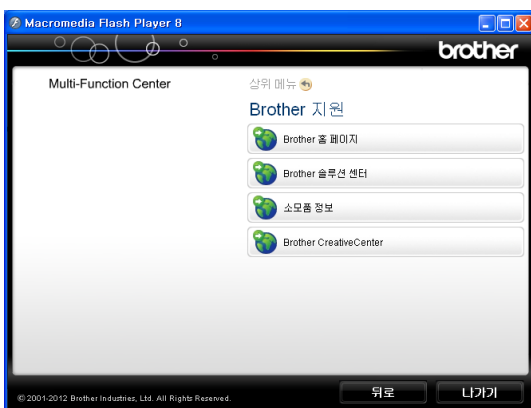 Macromedia Flash Player 8
brother
Multi-Function Center
상위 메뉴
Brother 지원
Brother 홈 페이지
Brother 솔루션 센터
소모품 정보
Brother CreativeCenter
© 2001-2012 Brother Industries, Ltd. All Rights Reserved.
뒤로
나가기